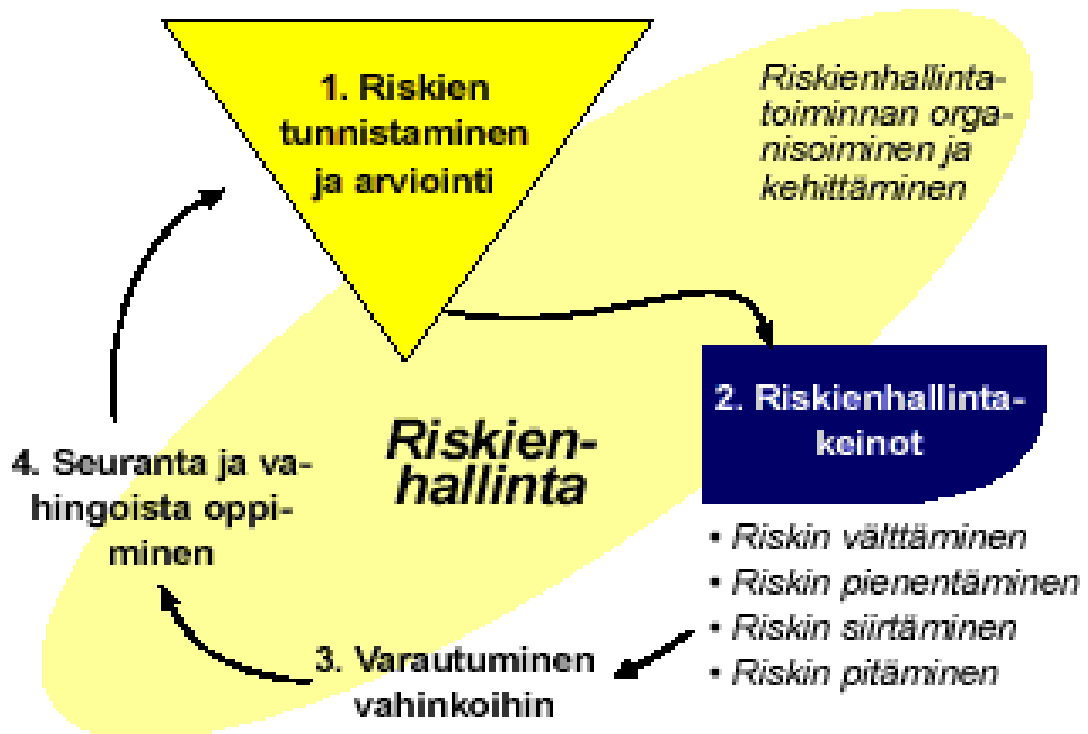 1. Riskien
tunnistaminen
ja arviointi
Riskienhallinta-
toiminnan orga-
nisoiminen ja
kehittäminen
2. Riskienhallinta-
keinot
• Riskin välttäminen
• Riskin pienentäminen
• Riskin siirtäminen
• Riskin pitäminen
3. Varautuminen
vahinkoihin
4. Seuranta ja va-
hingoista oppi-
minen
Riskien-
hallinta